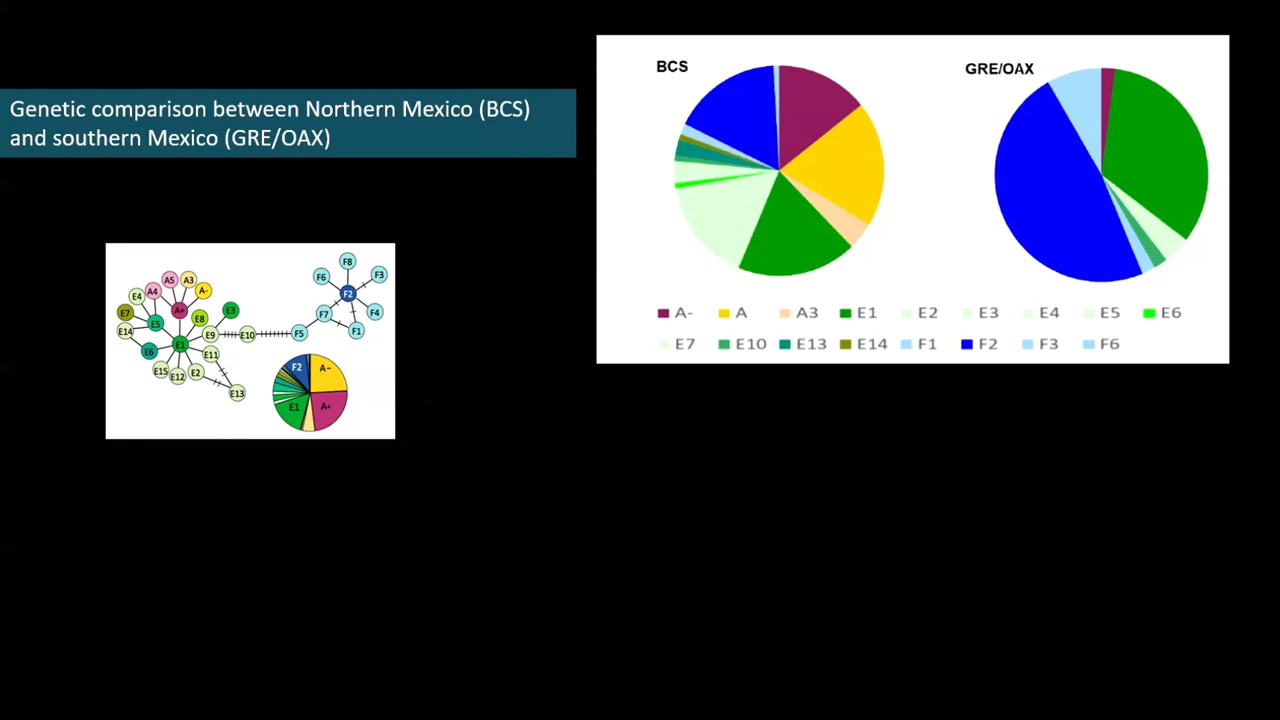 Genetic comparison between Northern Mexico (BCS)
and southern Mexico (GRE/OAX)
BCS
GRE/OAX
A- A A3 E1 E2 E3 E4 E5 E6
E7 E10 E13 E14 F1 F2 F3 F6
F8
A5 A3 F6 F3
E4 A4 A- F2
E7 A+ E3 F4
E14 E5 E8 F7
E9 E10 F5 F1
E6 E1 E11
E15 E12 E2 F2 A-
E13
E1 A+